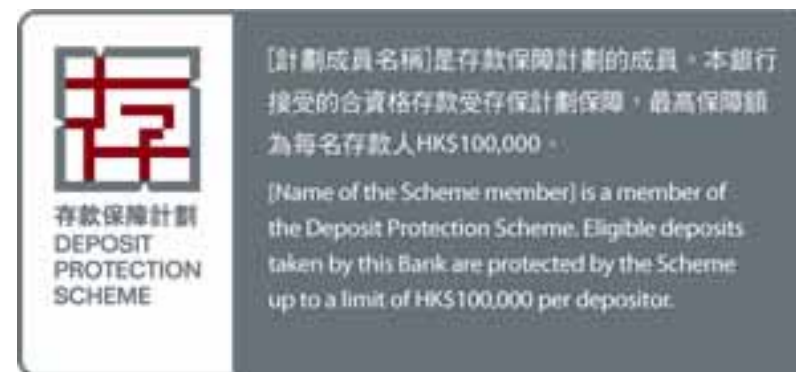 存款保障計劃
DEPOSIT
PROTECTION
SCHEME
[計劃成員名稱]是存款保障計劃的成員。本銀行
接受的合資格存款受存保計劃保障，最高保障額
為每名存款人HK$100,000。
[Name of the Scheme member] is a member of
the Deposit Protection Scheme. Eligible deposits
taken by this Bank are protected by the Scheme
up to a limit of HK$100,000 per depositor.